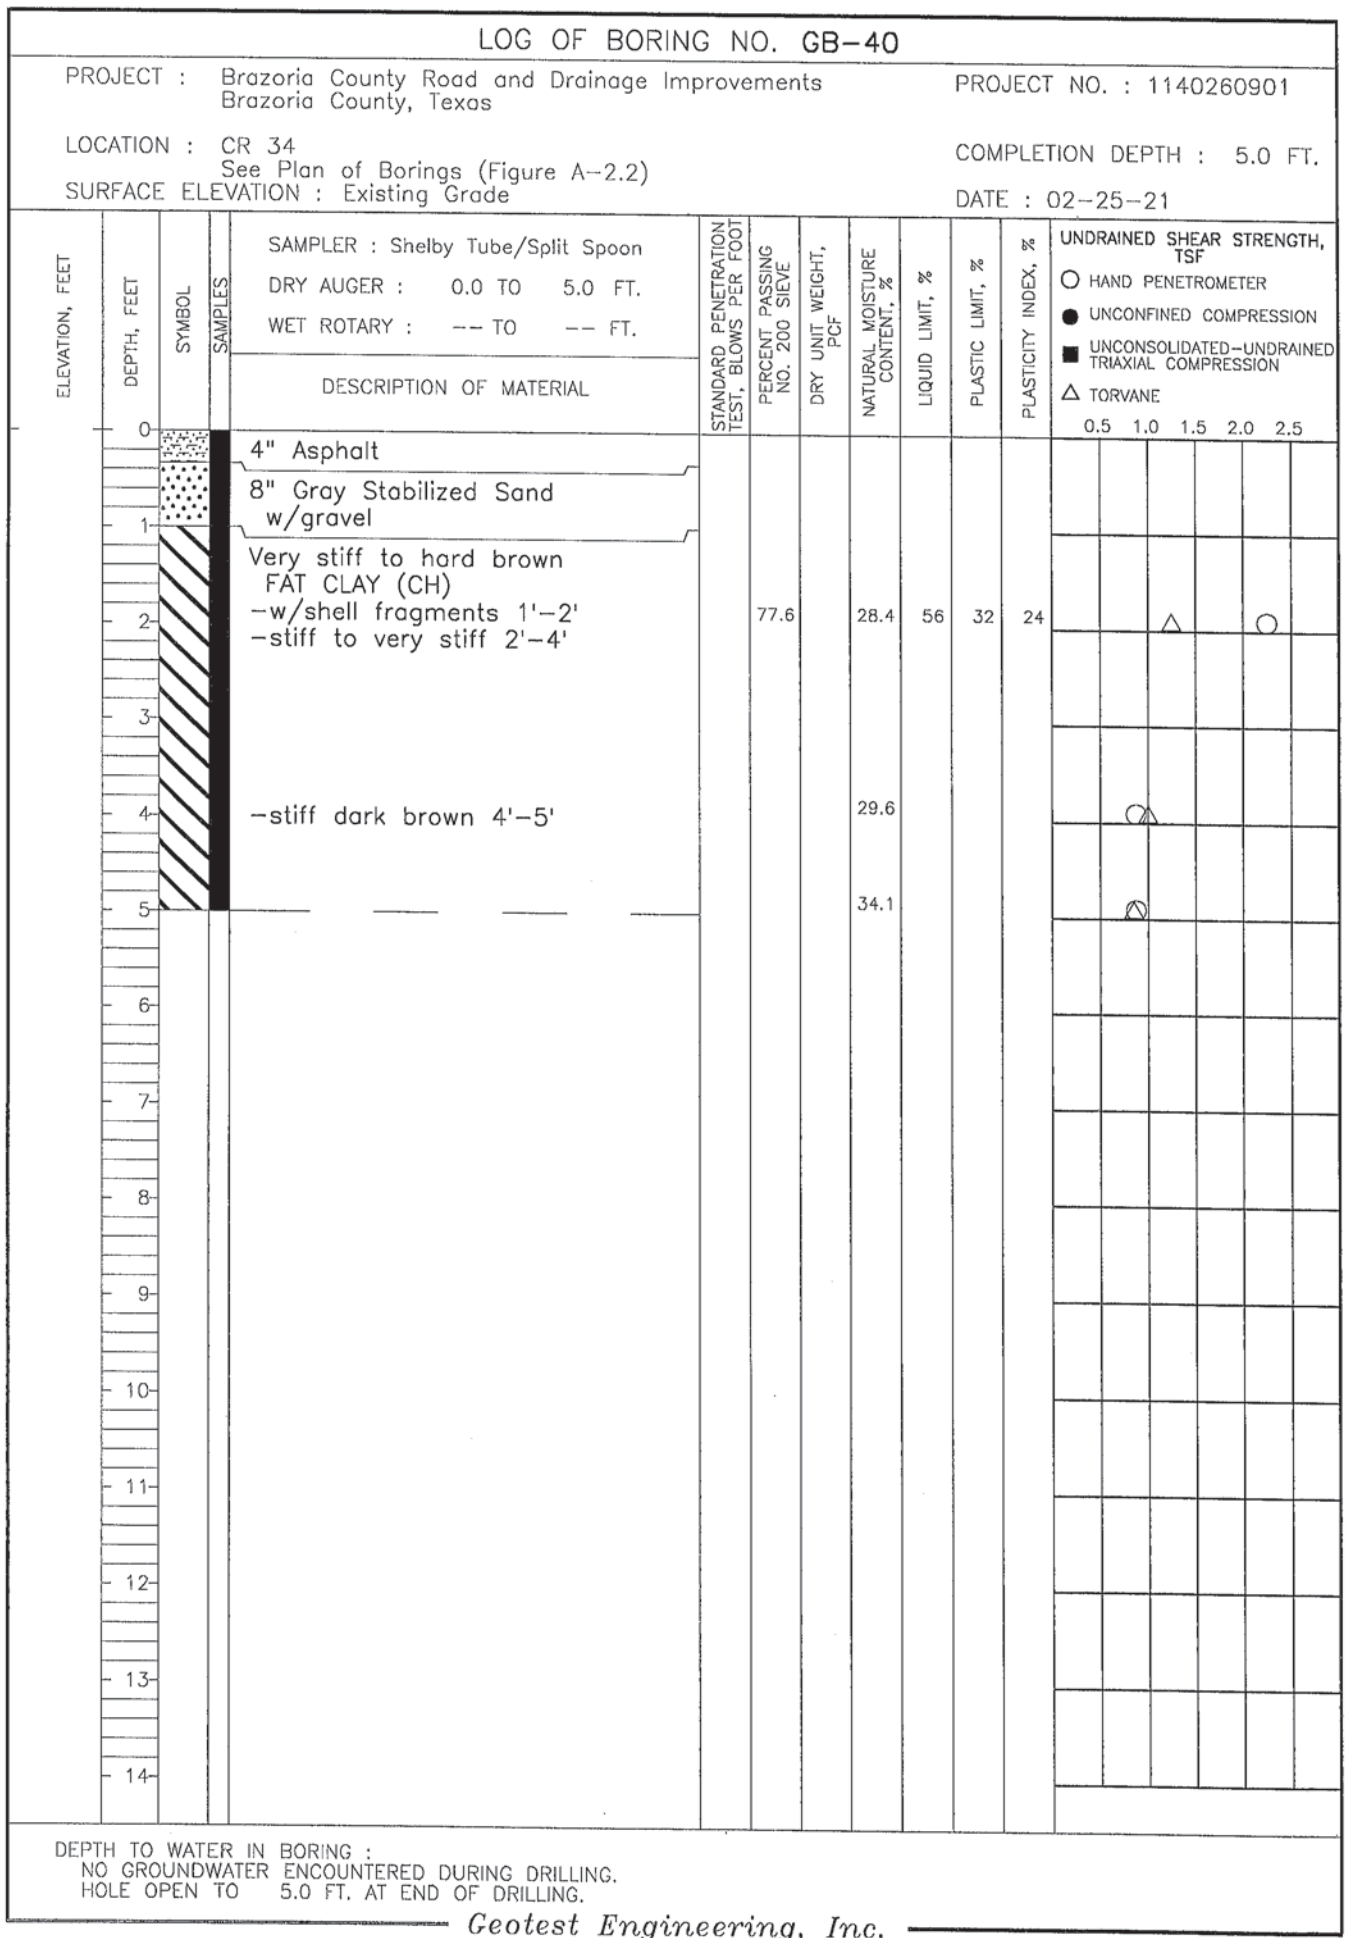 LOG OF BORING NO. GB-40
PROJECT : Brazoria County Road and Drainage Improvements
Brazoria County, Texas
PROJECT NO. : 1140260901
LOCATION : CR 34
See Plan of Borings (Figure A-2.2)
COMPLETION DEPTH : 5.0 FT.
SURFACE ELEVATION : Existing Grade
DATE : 02-25-21
ELEVATION, FEET
DEPTH, FEET
SYMBOL
SAMPLES
SAMPLER : Shelby Tube/Split Spoon
DRY AUGER : 0.0 TO 5.0 FT.
WET ROTARY : -- TO -- FT.
DESCRIPTION OF MATERIAL
STANDARD PENETRATION
TEST, BLOWS PER FOOT
PERCENT PASSING
NO. 200 SIEVE
DRY UNIT WEIGHT,
PCF
NATURAL MOISTURE
CONTENT, %
LIQUID LIMIT, %
PLASTIC LIMIT, %
PLASTICITY INDEX, %
UNDRAINED SHEAR STRENGTH,
TSF
HAND PENETROMETER
UNCONFINED COMPRESSION
UNCONSOLIDATED-UNDRAINED
TRIAXIAL COMPRESSION
TORVANE
0.5 1.0 1.5 2.0 2.5
0
4" Asphalt
8" Gray Stabilized Sand
w/gravel
1
Very stiff to hard brown
FAT CLAY (CH)
-w/shell fragments 1'-2'
2 77.6 28.4 56 32 24
-stiff to very stiff 2'-4'
3
4 -stiff dark brown 4'-5' 29.6
5 34.1
6
7
8
9
10
11
12
13
14
DEPTH TO WATER IN BORING :
NO GROUNDWATER ENCOUNTERED DURING DRILLING.
HOLE OPEN TO 5.0 FT. AT END OF DRILLING.
Geotest Engineering, Inc.